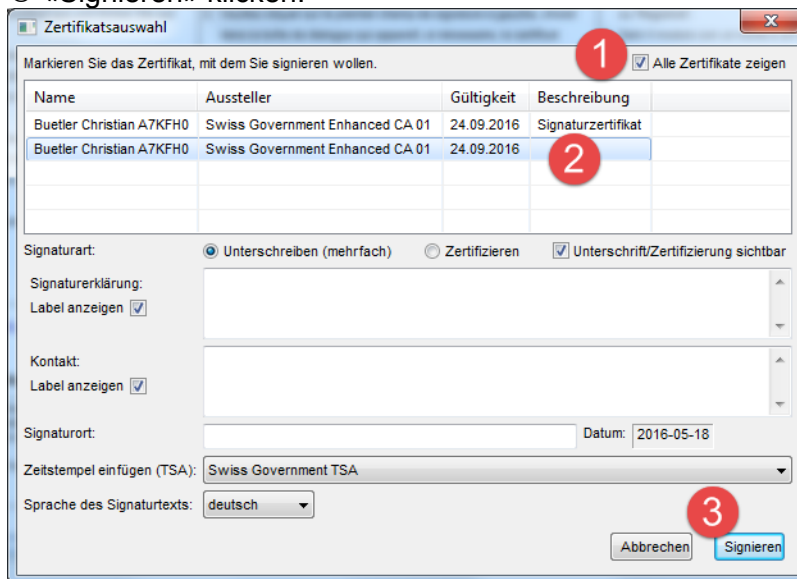 «Signieren» klicken.
Zertifikatsauswahl
Markieren Sie das Zertifikat, mit dem Sie signieren wollen.
1
Alle Zertifikate zeigen
Name Aussteller Gültigkeit Beschreibung
Buetler Christian A7KFH0 Swiss Government Enhanced CA 01 24.09.2016 Signaturzertifikat
Buetler Christian A7KFH0 Swiss Government Enhanced CA 01 24.09.2016
2
Signaturart: Unterschreiben (mehrfach) Zertifizieren Unterschrift/Zertifizierung sichtbar
Signaturerklärung:
Label anzeigen
Kontakt:
Label anzeigen
Signaturort: Datum: 2016-05-18
Zeitstempel einfügen (TSA): Swiss Government TSA
Sprache des Signaturtexts: deutsch
3
Abbrechen Signieren